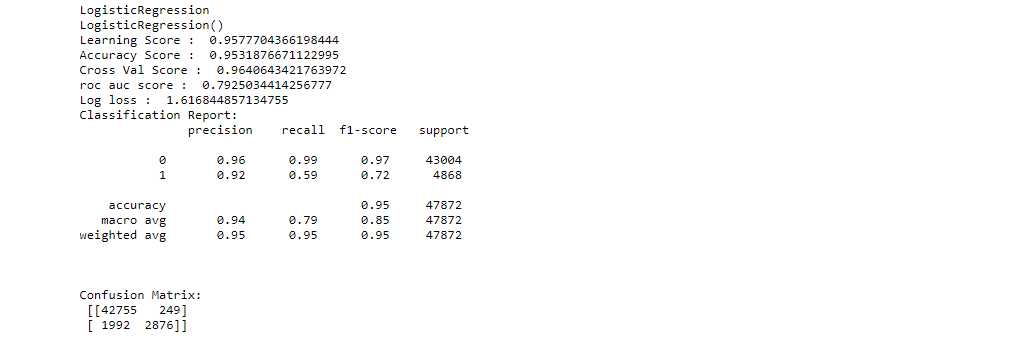 LogisticRegression
LogisticRegression()
Learning Score :  0.9577704366198444
Accuracy Score :  0.9531876671122995
Cross Val Score :  0.9640643421763972
roc auc score :  0.7925034414256777
Log loss :  1.616844857134755
Classification Report:
precision    recall  f1-score   support
0       0.96      0.99      0.97     43004
1       0.92      0.59      0.72      4868
accuracy                           0.95     47872
macro avg       0.94      0.79      0.85     47872
weighted avg       0.95      0.95      0.95     47872
Confusion Matrix:
[[42755   249]
[ 1992  2876]]